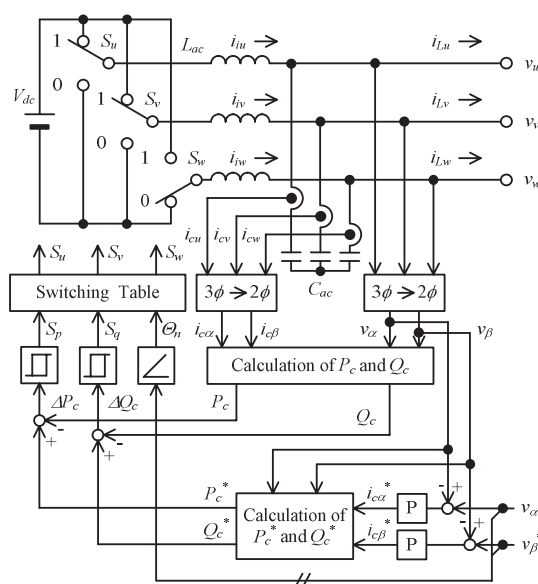 1 S_u L_ac i_iu i_Lu v_u
0
V_dc 1 S_v i_iv i_Lv v_v
0 1 S_w i_iw i_Lw v_w
0
i_cu i_cv i_cw
S_u S_v S_w
C_ac
Switching Table 3ϕ → 2ϕ 3ϕ → 2ϕ
S_p S_q Θ_n i_cα i_cβ v_α v_β
Calculation of P_c and Q_c
ΔP_c ΔQ_c P_c Q_c
- + - +
P_c* Calculation of P_c* and Q_c* i_cα* P - + v_α
Q_c* i_cβ* P - + v_β*